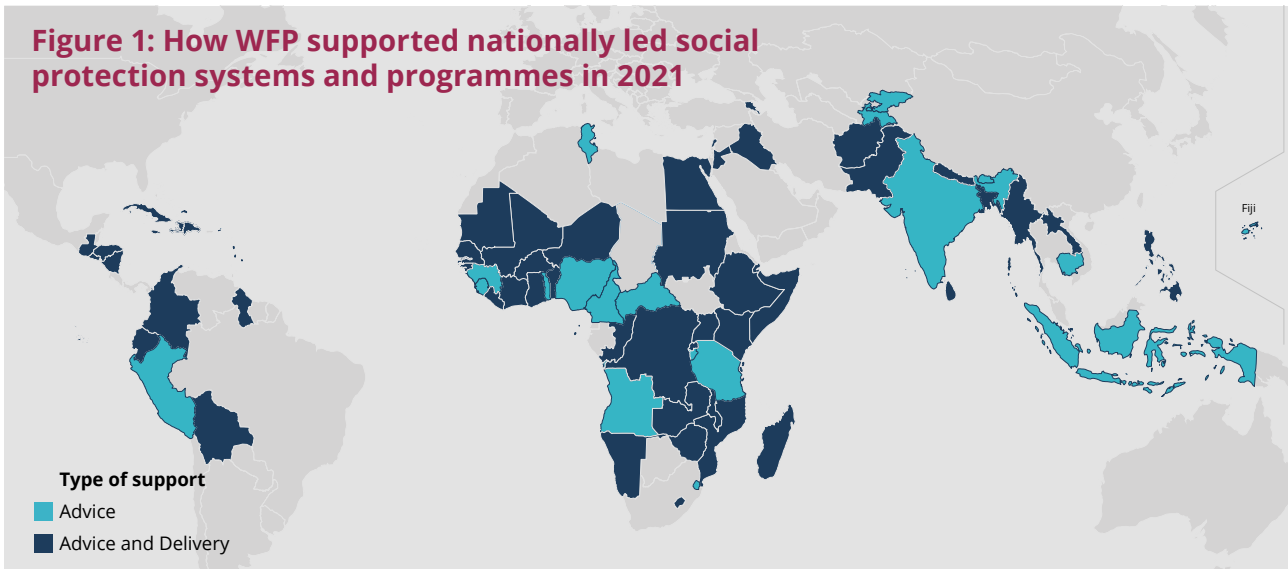 Figure 1: How WFP supported nationally led social
protection systems and programmes in 2021
Fiji
Type of support
Advice
Advice and Delivery